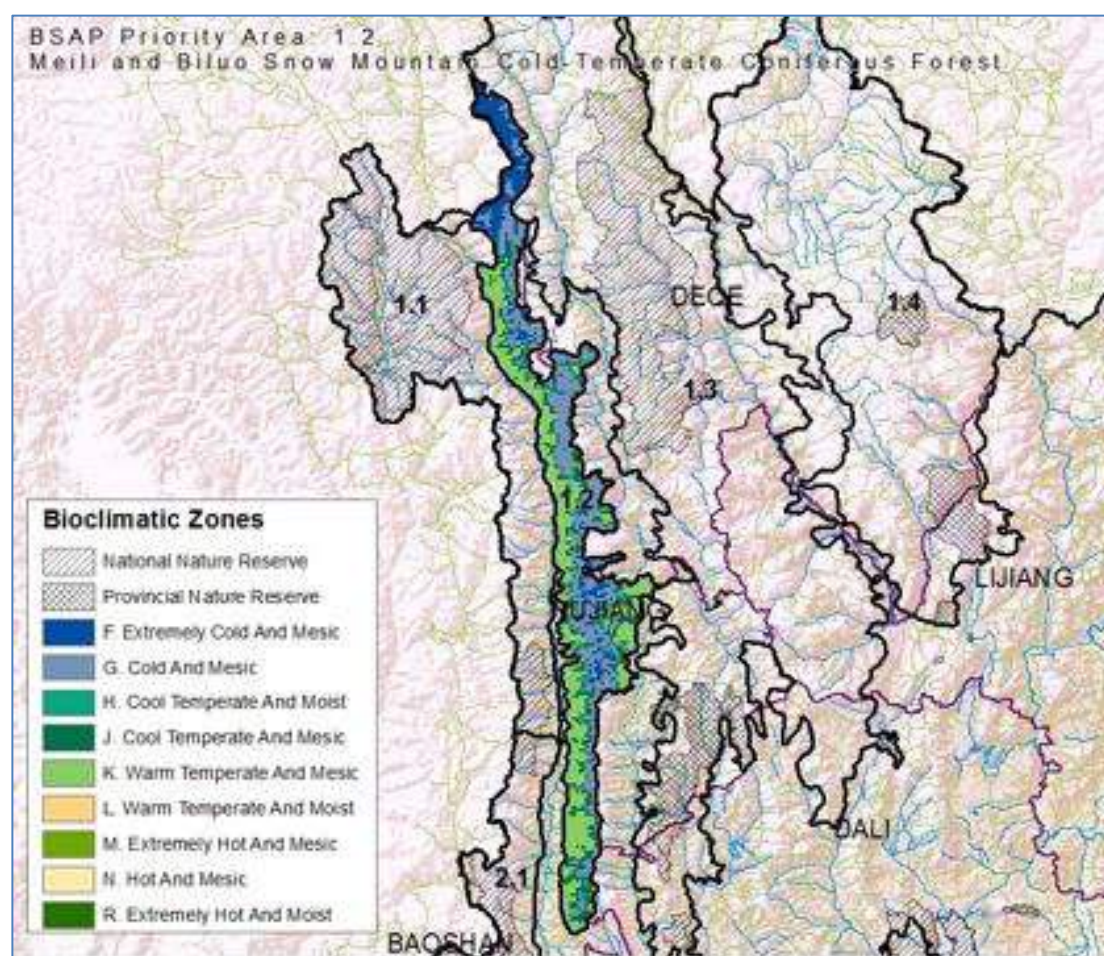 BSAP Priority Area: 1.2
Meili and Biluo Snow Mountain Cold-Temperate Coniferous Forest
1.1
1.4
1.3
LIJIANG
DALI
2.1
BAOSHAN
Bioclimatic Zones
National Nature Reserve
Provincial Nature Reserve
F. Extremely Cold And Mesic
G. Cold And Mesic
H. Cool Temperate And Moist
J. Cool Temperate And Mesic
K. Warm Temperate And Mesic
L. Warm Temperate And Moist
M. Extremely Hot And Mesic
N. Hot And Mesic
R. Extremely Hot And Moist